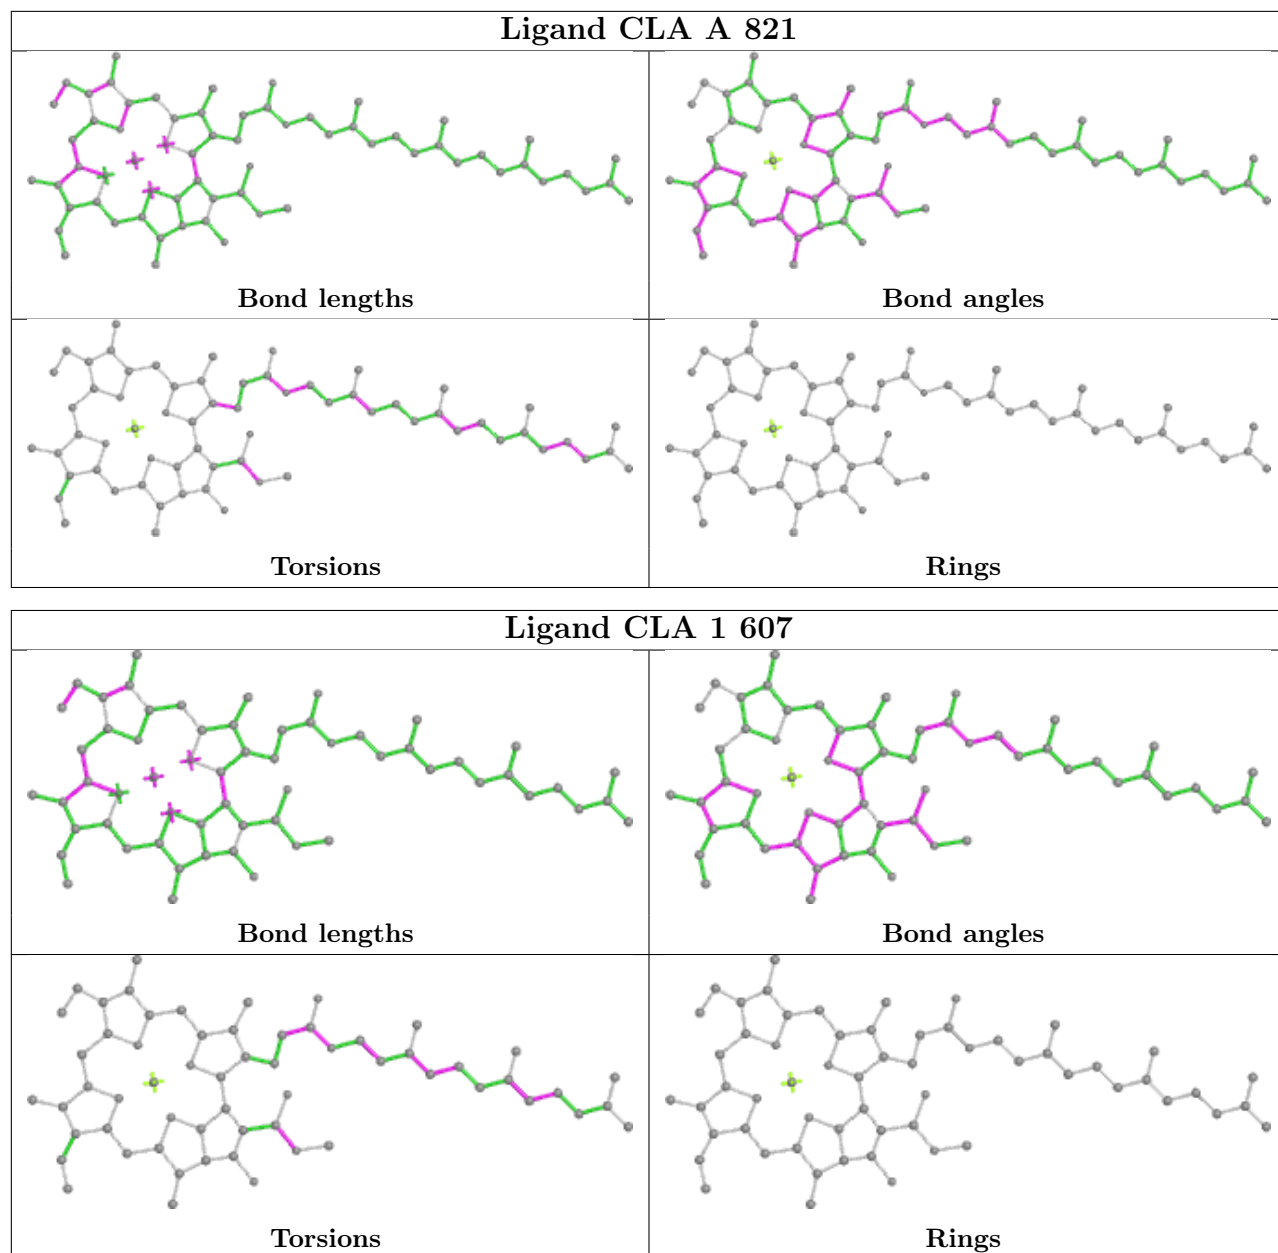 Ligand CLA A 821
Bond lengths
Bond angles
Torsions
Rings
Ligand CLA 1 607
Bond lengths
Bond angles
Torsions
Rings